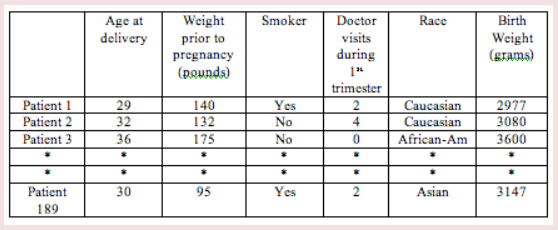 Age at delivery Weight prior to pregnancy (pounds) Smoker Doctor visits during 1st trimester Race Birth Weight (grams)
Patient 1 29 140 Yes 2 Caucasian 2977
Patient 2 32 132 No 4 Caucasian 3080
Patient 3 36 175 No 0 African-Am 3600
* * * * * * *
* * * * * * *
Patient 189 30 95 Yes 2 Asian 3147